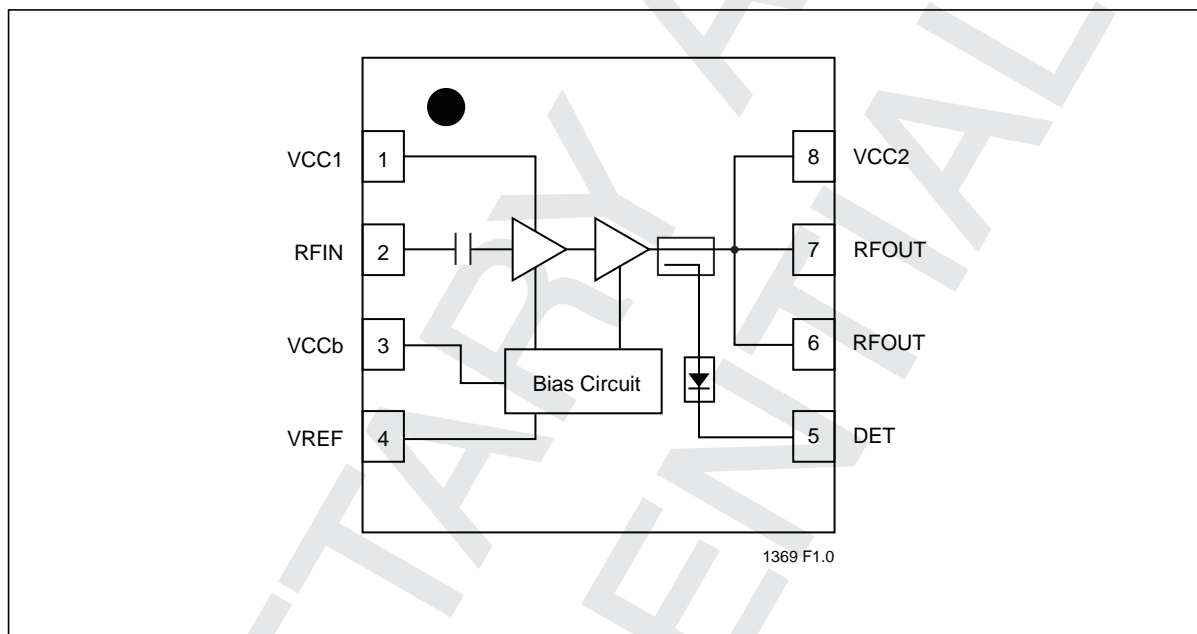 VCC1 1
RFIN 2
VCCb 3
VREF 4
Bias Circuit
8 VCC2
7 RFOUT
6 RFOUT
5 DET
1369 F1.0